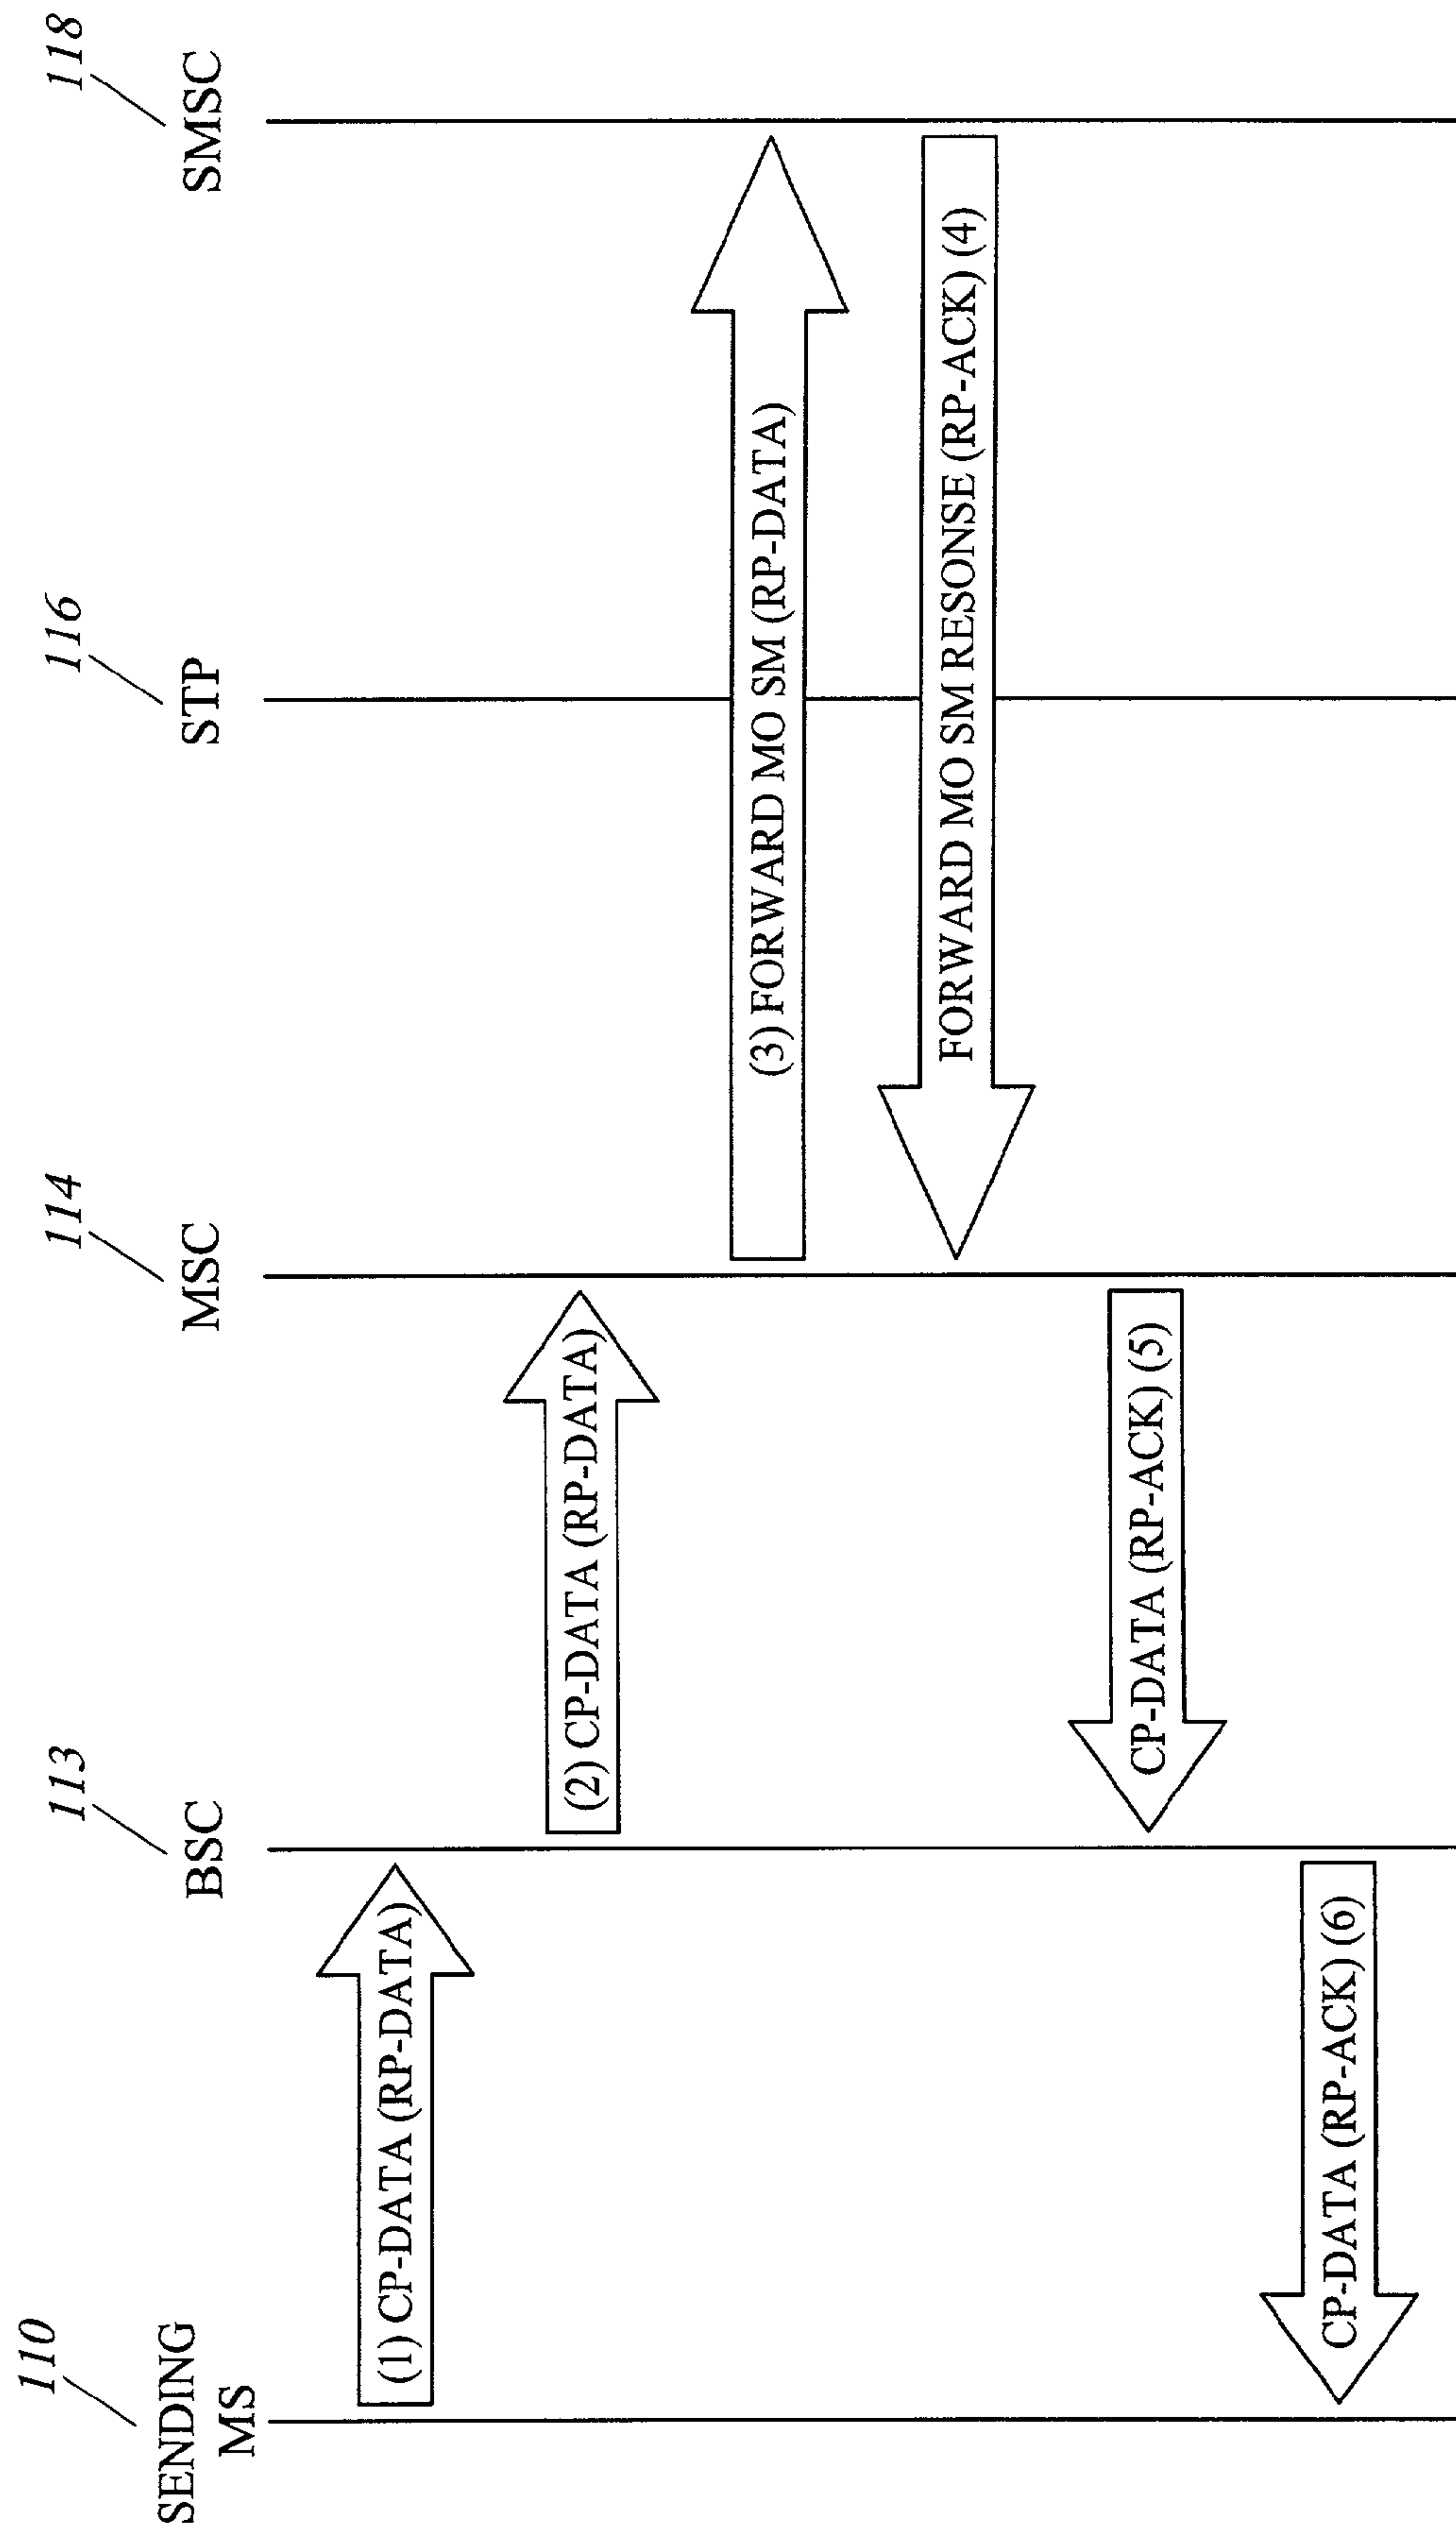 110
SENDING
MS
113
BSC
114
MSC
116
STP
118
SMSC
(1) CP-DATA (RP-DATA)
(2) CP-DATA (RP-DATA)
(3) FORWARD MO SM (RP-DATA)
FORWARD MO SM RESONSE (RP-ACK) (4)
CP-DATA (RP-ACK) (5)
CP-DATA (RP-ACK) (6)